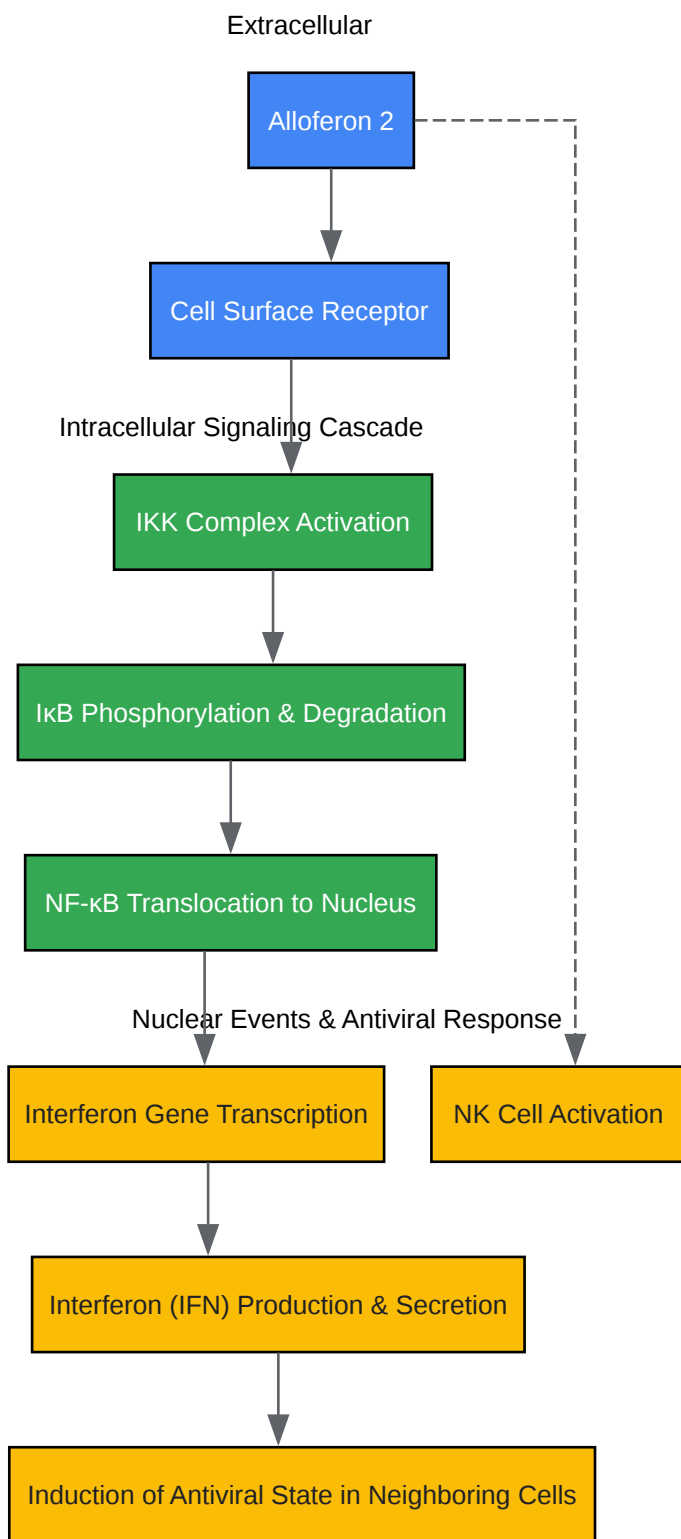 Extracellular
Alloferon 2
Cell Surface Receptor
Intracellular Signaling Cascade
IKK Complex Activation
IκB Phosphorylation & Degradation
NF-κB Translocation to Nucleus
Nuclear Events & Antiviral Response
Interferon Gene Transcription
NK Cell Activation
Interferon (IFN) Production & Secretion
Induction of Antiviral State in Neighboring Cells